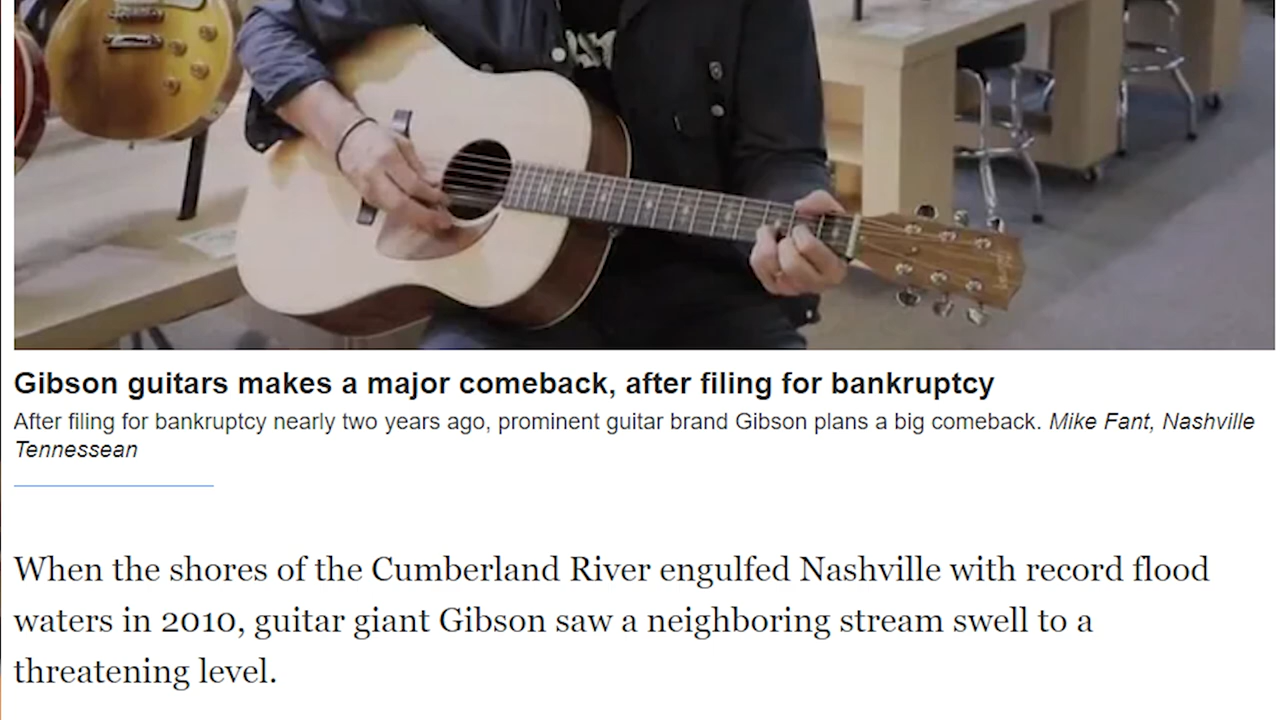 Gibson guitars makes a major comeback, after filing for bankruptcy
After filing for bankruptcy nearly two years ago, prominent guitar brand Gibson plans a big comeback. Mike Fant, Nashville
Tennessean
When the shores of the Cumberland River engulfed Nashville with record flood
waters in 2010, guitar giant Gibson saw a neighboring stream swell to a
threatening level.